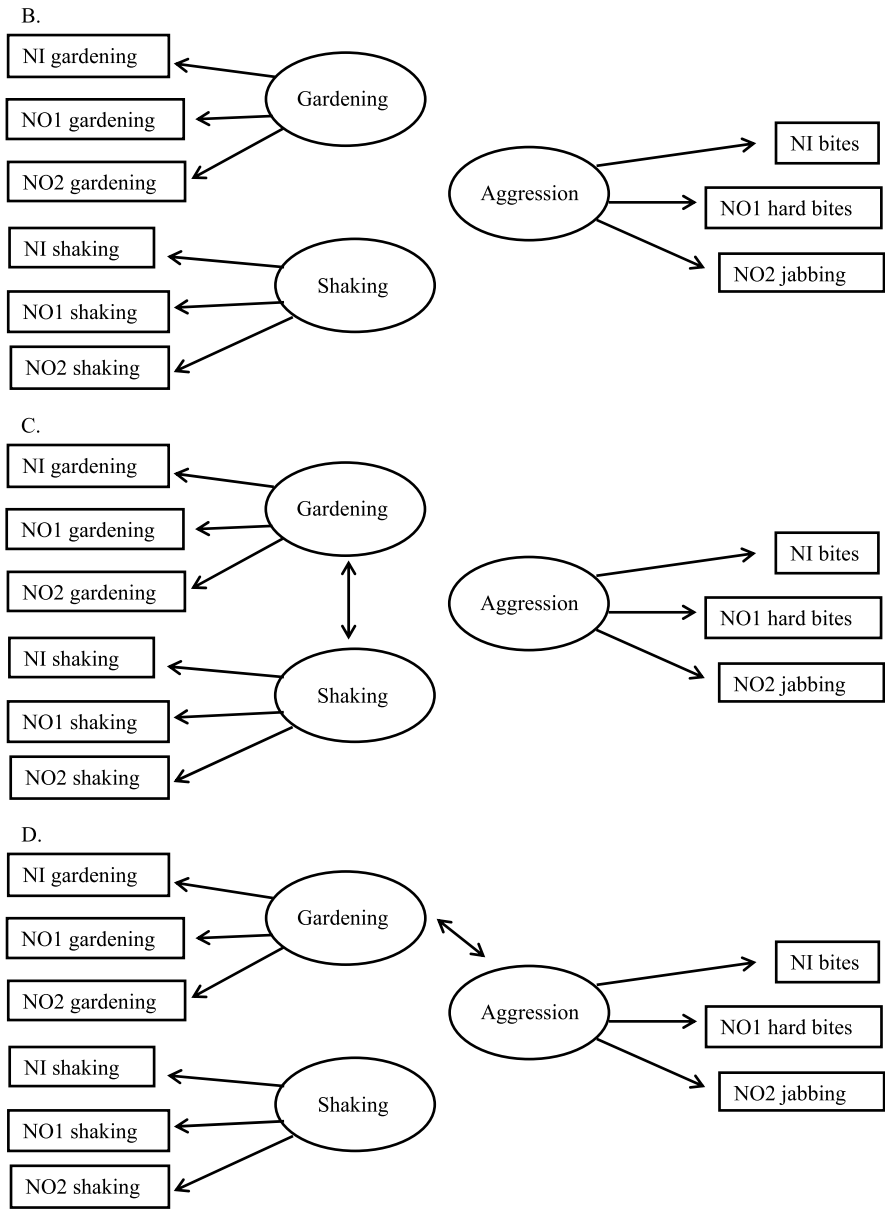 B.
NI gardening
NO1 gardening
NO2 gardening
Gardening
NI shaking
NO1 shaking
NO2 shaking
Shaking
Aggression
NI bites
NO1 hard bites
NO2 jabbing
C.
NI gardening
NO1 gardening
NO2 gardening
Gardening
NI shaking
NO1 shaking
NO2 shaking
Shaking
Aggression
NI bites
NO1 hard bites
NO2 jabbing
D.
NI gardening
NO1 gardening
NO2 gardening
Gardening
NI shaking
NO1 shaking
NO2 shaking
Shaking
Aggression
NI bites
NO1 hard bites
NO2 jabbing